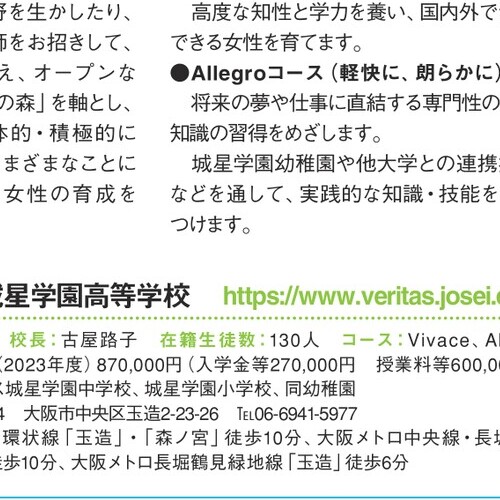 野を生かしたり、
師をお招きして、
え、オープンな
の森」を軸とし、
体的・積極的に
まざまなことに
女性の育成を
高度な知性と学力を養い、国内外で
できる女性を育てます。
●Allegroコース（軽快に、朗らかに）
将来の夢や仕事に直結する専門性の
知識の習得をめざします。
城星学園幼稚園や他大学との連携
などを通して、実践的な知識・技能を
つけます。
城星学園高等学校 https://www.veritas.josei.e
校長：古屋路子 在籍生徒数：130人 コース：Vivace、Al
（2023年度）870,000円（入学金等270,000円 授業料等600,00
城星学園中学校、城星学園小学校、同幼稚園
4 大阪市中央区玉造2-23-26 TEL06-6941-5977
環状線「玉造」・「森ノ宮」徒歩10分、大阪メトロ中央線・長
歩10分、大阪メトロ長堀鶴見緑地線「玉造」徒歩6分